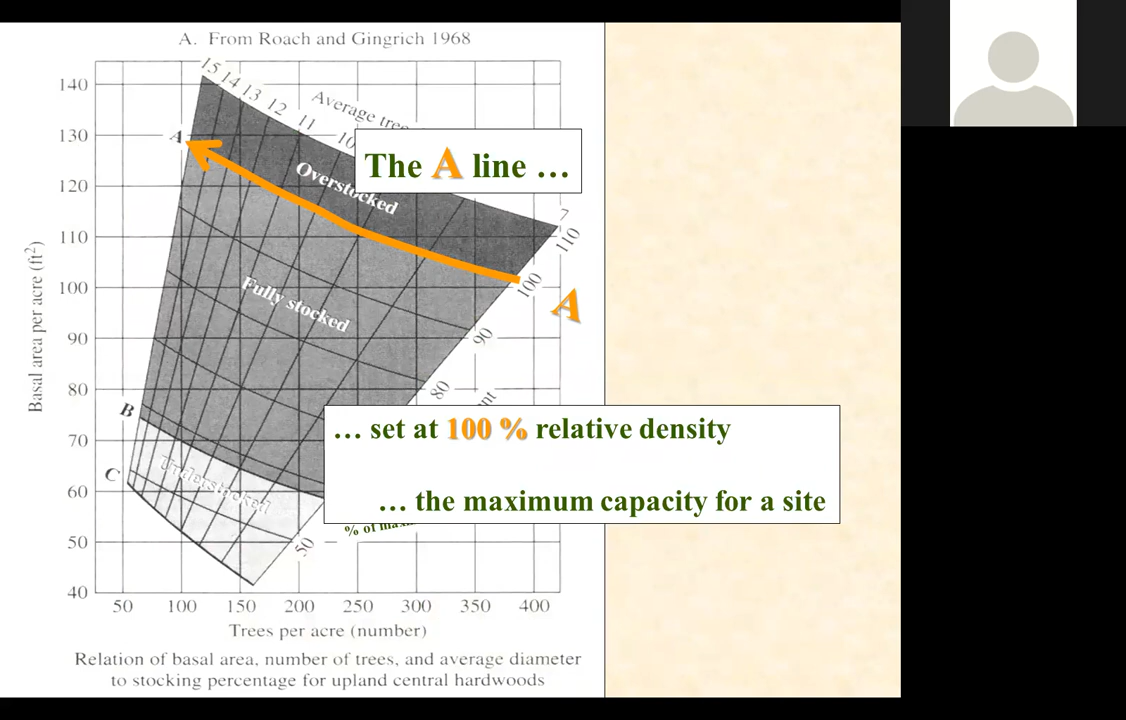 A. From Roach and Gingrich 1968
15 14 13 12 11 10
Average tree
140
130
120
110
100
90
80
70
60
50
40
Basal area per acre (ft²)
A
B
C
Overstocked
Fully stocked
Understocked
The A line …
7
110
100
90
80
50
A
… set at 100 % relative density
… the maximum capacity for a site
% of
50 100 150 200 250 300 350 400
Trees per acre (number)
Relation of basal area, number of trees, and average diameter
to stocking percentage for upland central hardwoods